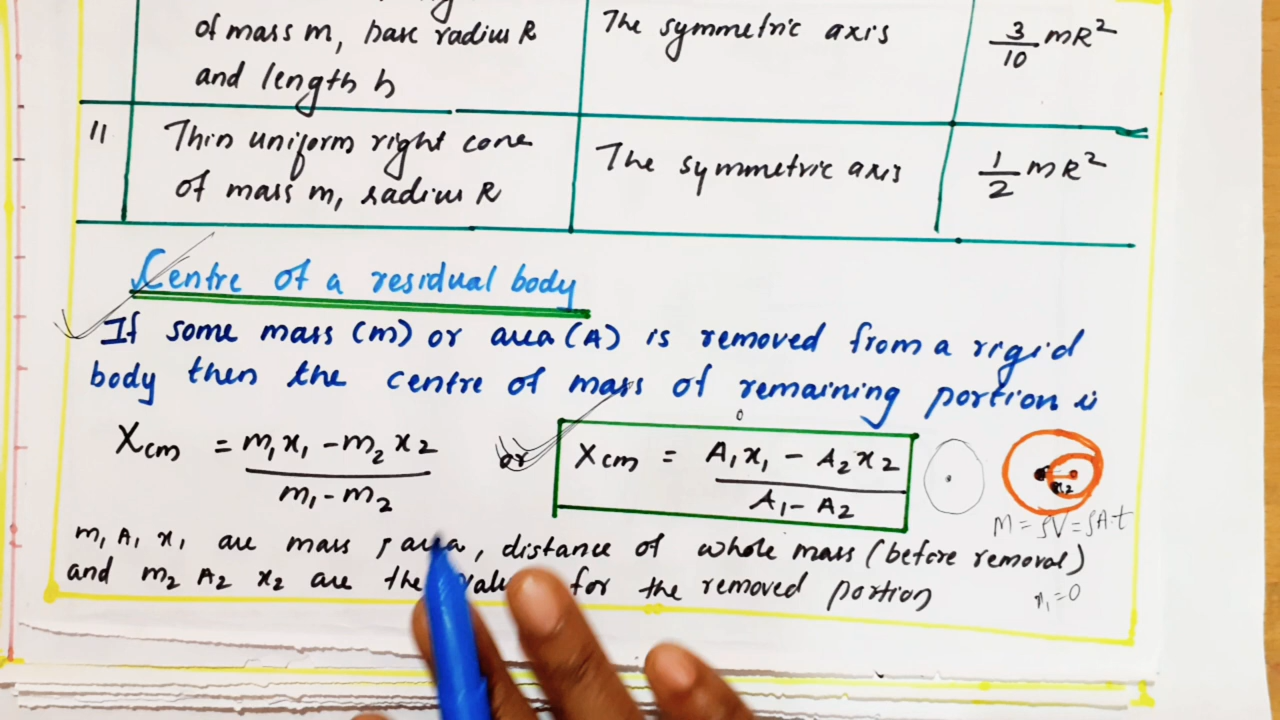 of mass m, base radius R
and length h
The symmetric axis
3/10 mR²
11
Thin uniform right cone
of mass m, radius R
The symmetric axis
1/2 mR²
Centre of a residual body
If some mass (m) or area (A) is removed from a rigid
body then the centre of mass of remaining portion is
Xcm = m₁x₁ - m₂x₂ / m₁ - m₂
or
Xcm = A₁x₁ - A₂x₂ / A₁ - A₂
x₂
M = ρV = ρA·t
m₁ A₁ x₁ are mass, area, distance of whole mass (before removal)
and m₂ A₂ x₂ are the for the removed portion
x₁ = 0